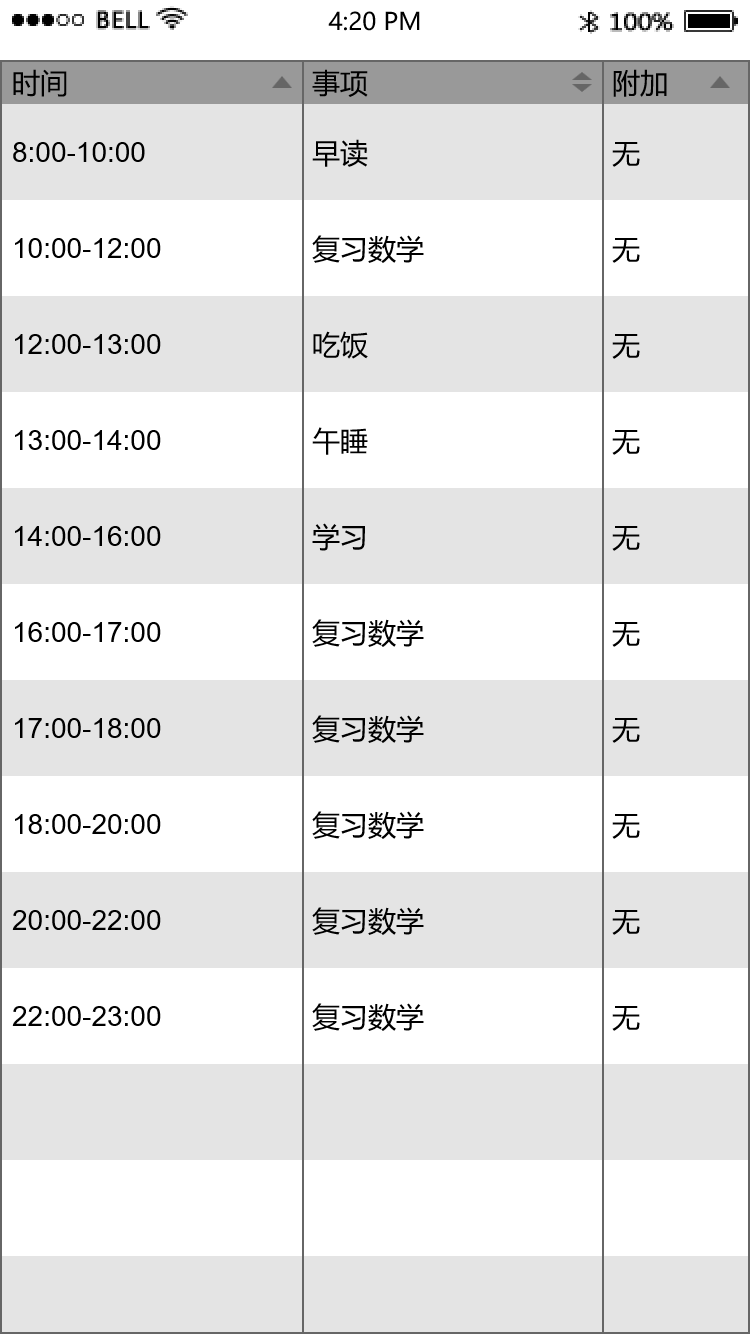 BELL 4:20 PM 100%
时间 事项 附加
8:00-10:00 早读 无
10:00-12:00 复习数学 无
12:00-13:00 吃饭 无
13:00-14:00 午睡 无
14:00-16:00 学习 无
16:00-17:00 复习数学 无
17:00-18:00 复习数学 无
18:00-20:00 复习数学 无
20:00-22:00 复习数学 无
22:00-23:00 复习数学 无